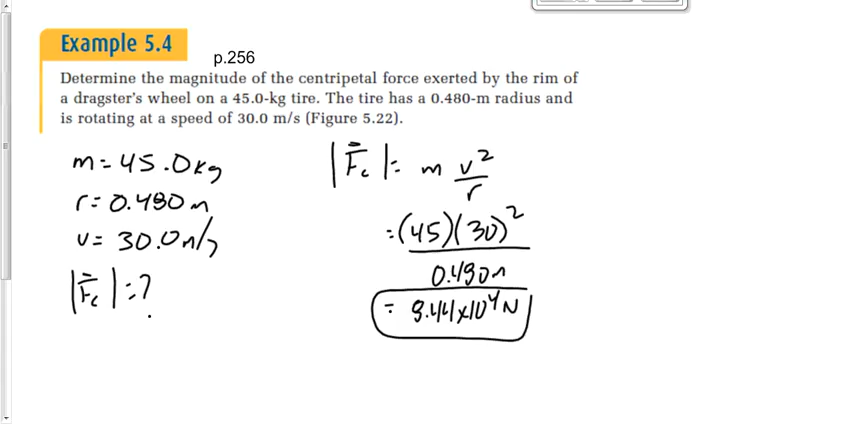 Example 5.4
p.256
Determine the magnitude of the centripetal force exerted by the rim of
a dragster's wheel on a 45.0-kg tire. The tire has a 0.480-m radius and
is rotating at a speed of 30.0 m/s (Figure 5.22).
m = 45.0kg
r = 0.480m
v = 30.0m/s
|F⃗c| = ?
|F⃗c| = m v²/r
= (45)(30)²
0.480m
= 8.44x10⁴N